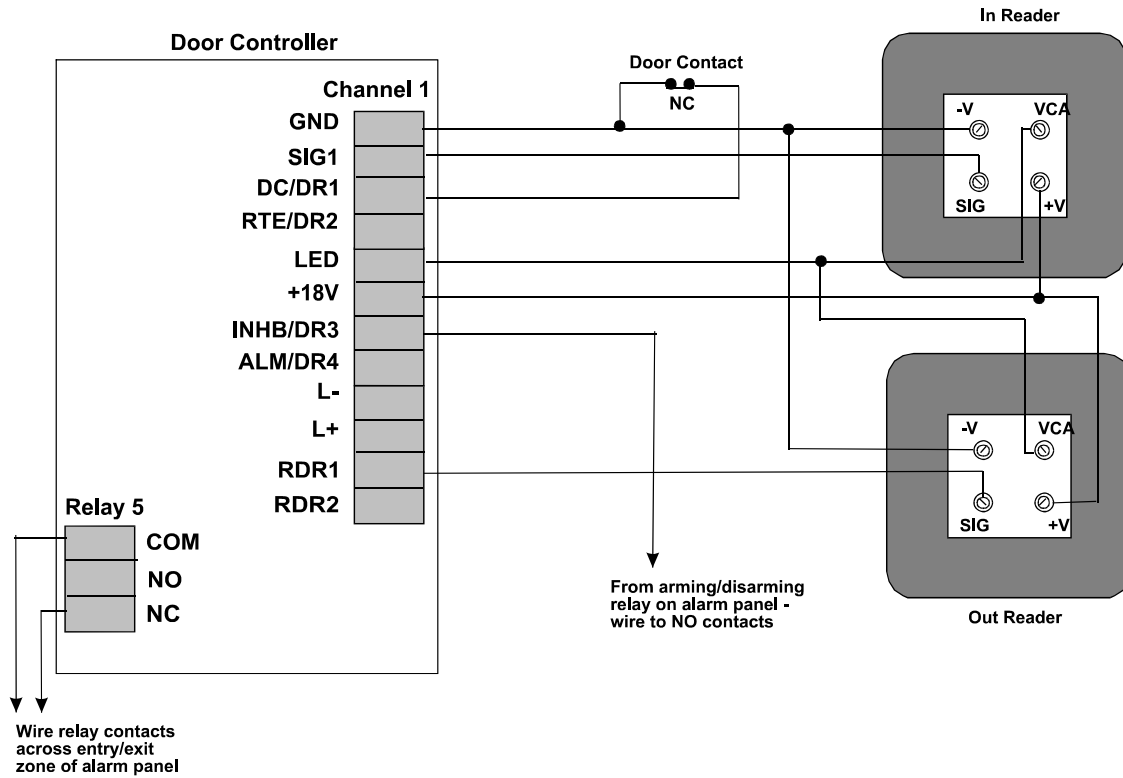 In Reader
Door Controller
Door Contact
NC
Channel 1
GND
SIG1
DC/DR1
RTE/DR2
LED
+18V
INHB/DR3
ALM/DR4
L-
L+
RDR1
RDR2
-V
VCA
SIG
+V
-V
VCA
SIG
+V
Relay 5
COM
NO
NC
From arming/disarming
relay on alarm panel -
wire to NO contacts
Out Reader
Wire relay contacts
across entry/exit
zone of alarm panel